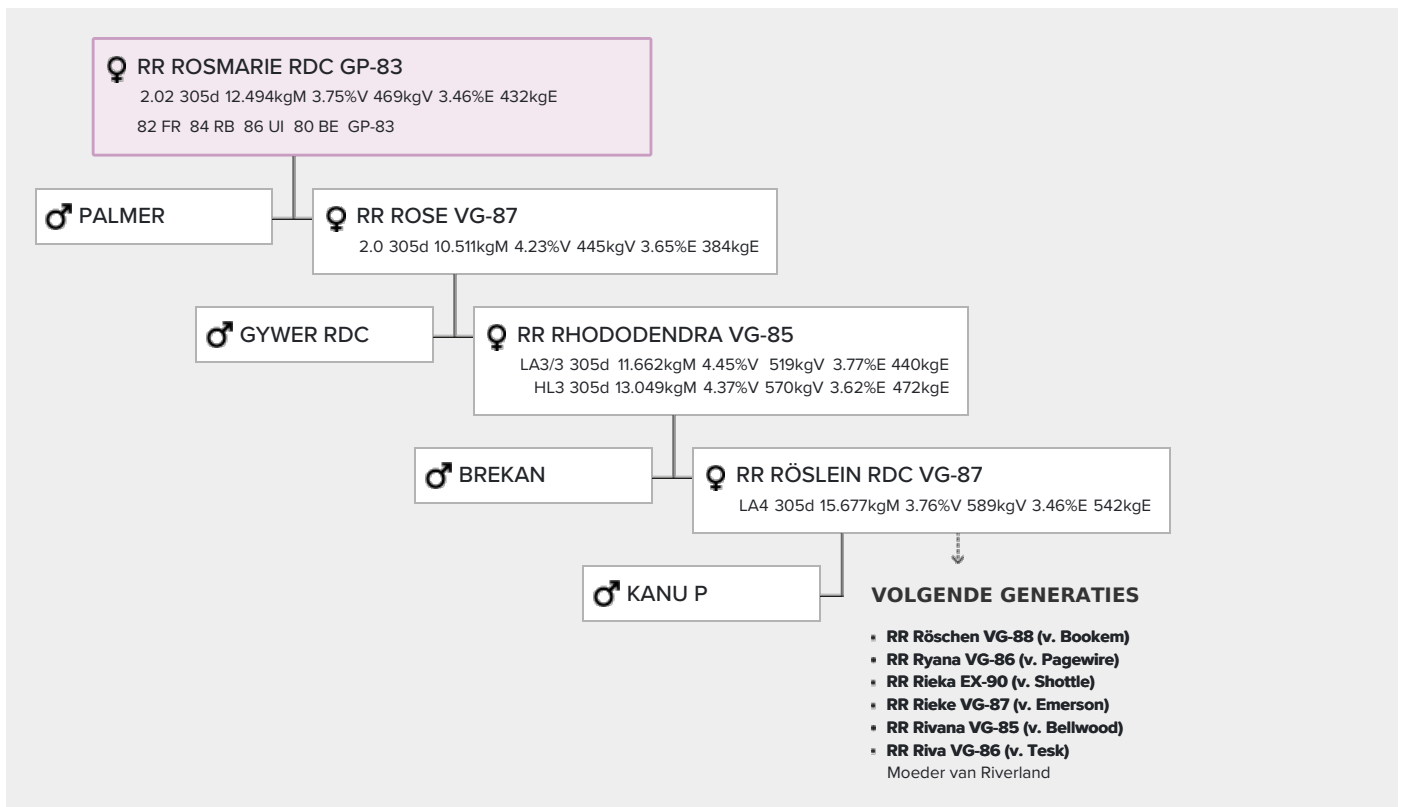 RR ROSMARIE RDC GP-83
2.02 305d 12.494kgM 3.75%V 469kgV 3.46%E 432kgE
82 FR 84 RB 86 UI 80 BE GP-83
PALMER
RR ROSE VG-87
2.0 305d 10.511kgM 4.23%V 445kgV 3.65%E 384kgE
GYWER RDC
RR RHODODENDRA VG-85
LA3/3 305d 11.662kgM 4.45%V 519kgV 3.77%E 440kgE
HL3 305d 13.049kgM 4.37%V 570kgV 3.62%E 472kgE
BREKAN
RR RÖSLEIN RDC VG-87
LA4 305d 15.677kgM 3.76%V 589kgV 3.46%E 542kgE
KANU P
VOLGENDE GENERATIES
RR Röschen VG-88 (v. Bookem)
RR Ryana VG-86 (v. Pagewire)
RR Rieka EX-90 (v. Shottle)
RR Rieke VG-87 (v. Emerson)
RR Rivana VG-85 (v. Bellwood)
RR Riva VG-86 (v. Tesk)
Moeder van Riverland